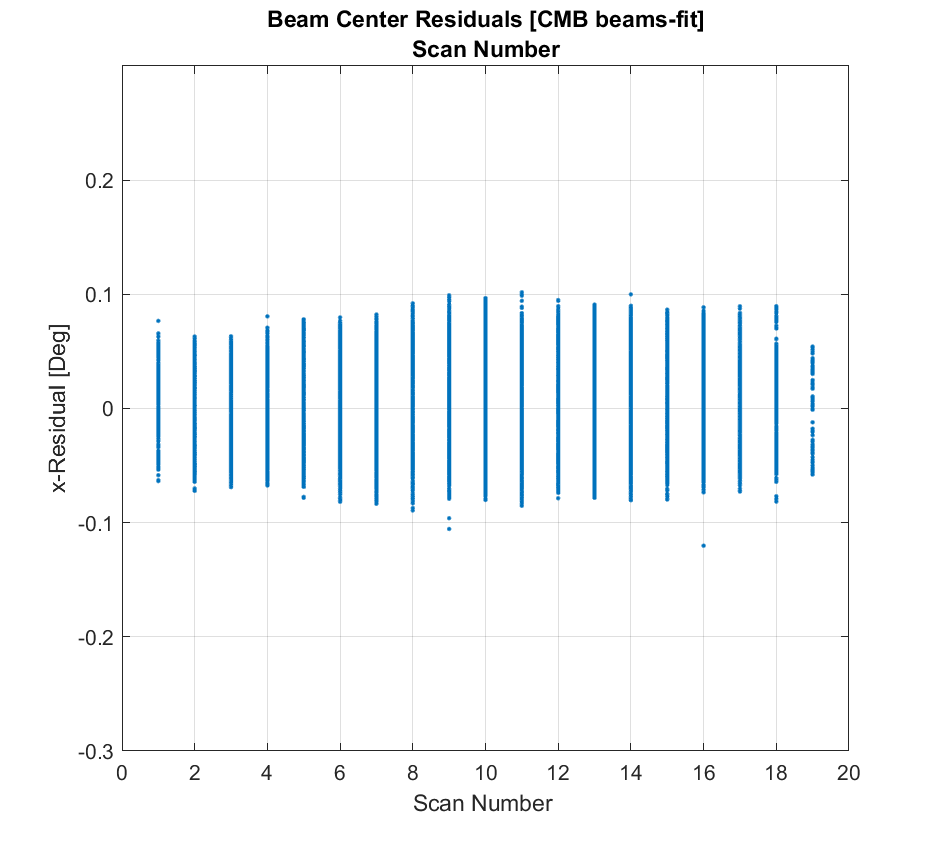 Beam Center Residuals [CMB beams-fit]
Scan Number
0.2
0.1
0
-0.1
-0.2
-0.3
x-Residual [Deg]
0 2 4 6 8 10 12 14 16 18 20
Scan Number